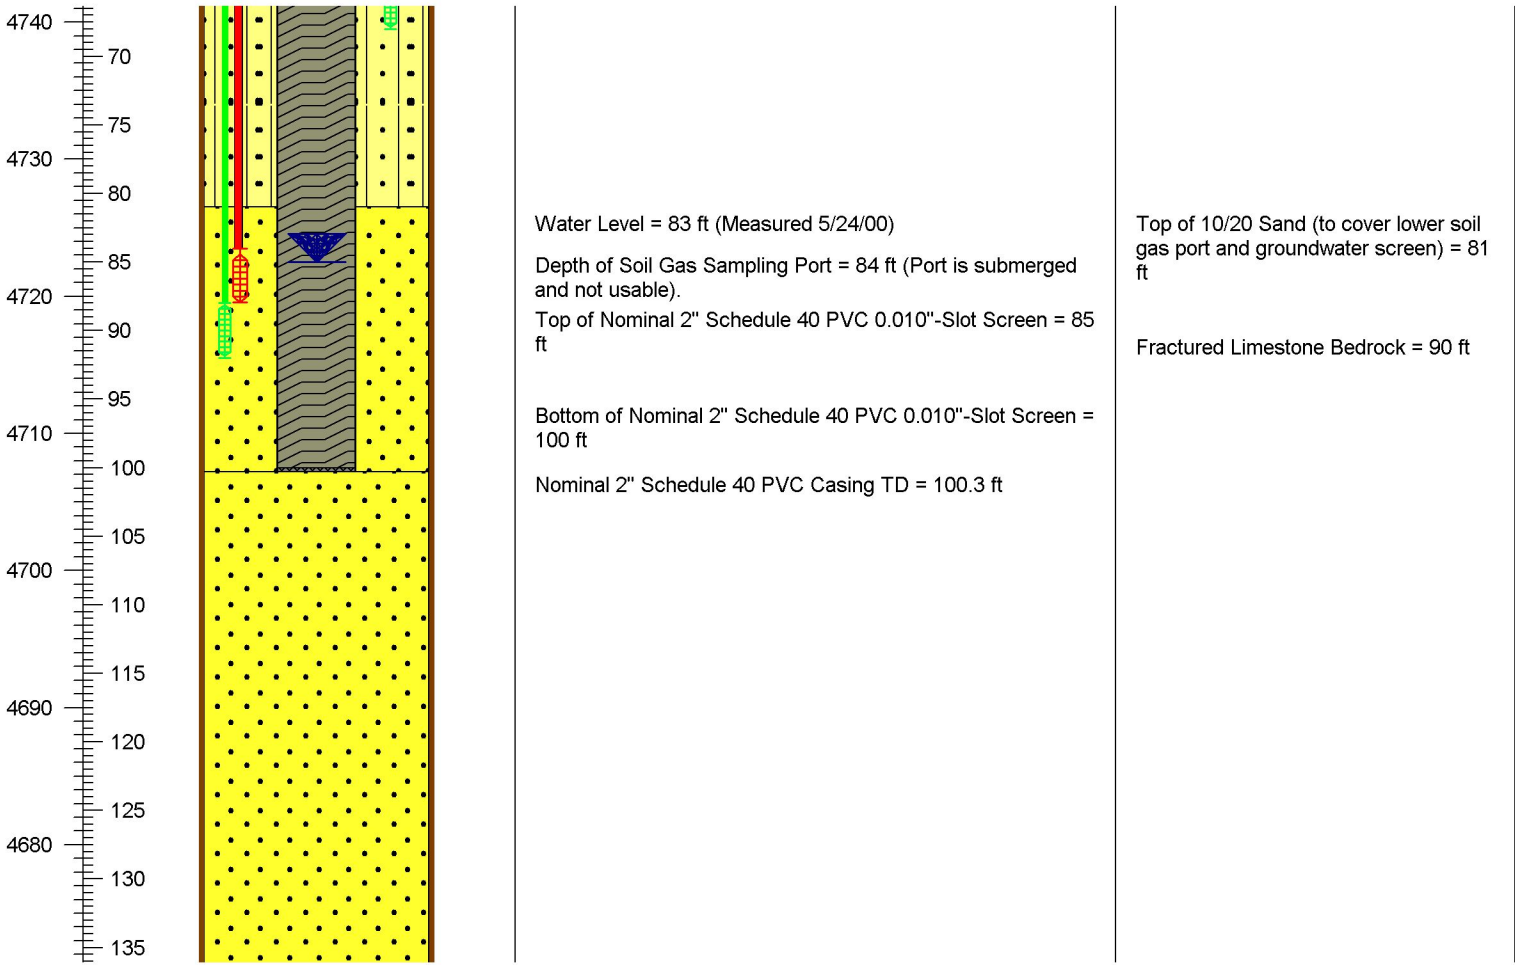 4740
70
75
4730
80
85
4720
90
95
4710
100
105
4700
110
115
4690
120
125
4680
130
135
Water Level = 83 ft (Measured 5/24/00)
Depth of Soil Gas Sampling Port = 84 ft (Port is submerged
and not usable).
Top of Nominal 2" Schedule 40 PVC 0.010"-Slot Screen = 85
ft
Bottom of Nominal 2" Schedule 40 PVC 0.010"-Slot Screen =
100 ft
Nominal 2" Schedule 40 PVC Casing TD = 100.3 ft
Top of 10/20 Sand (to cover lower soil
gas port and groundwater screen) = 81
ft
Fractured Limestone Bedrock = 90 ft